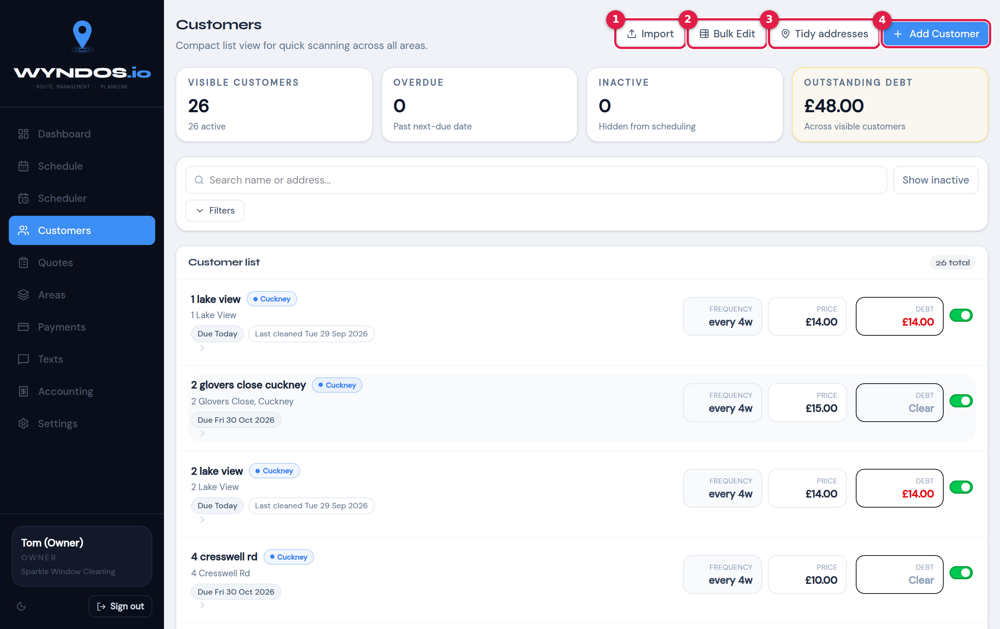 WYNDOS.io
ROUTE MANAGEMENT · PLANNING
Dashboard
Schedule
Scheduler
Customers
Quotes
Areas
Payments
Texts
Accounting
Settings
Tom (Owner)
OWNER
Sparkle Window Cleaning
Sign out
Customers
Compact list view for quick scanning across all areas.
1 Import
2 Bulk Edit
3 Tidy addresses
4 + Add Customer
VISIBLE CUSTOMERS
26
26 active
OVERDUE
0
Past next-due date
INACTIVE
0
Hidden from scheduling
OUTSTANDING DEBT
£48.00
Across visible customers
Search name or address...
Show inactive
Filters
Customer list
26 total
1 lake view Cuckney
1 Lake View
Due Today Last cleaned Tue 29 Sep 2026
FREQUENCY
every 4w
PRICE
£14.00
DEBT
£14.00
2 glovers close cuckney Cuckney
2 Glovers Close, Cuckney
Due Fri 30 Oct 2026
FREQUENCY
every 4w
PRICE
£15.00
DEBT
Clear
2 lake view Cuckney
2 Lake View
Due Today Last cleaned Tue 29 Sep 2026
FREQUENCY
every 4w
PRICE
£14.00
DEBT
£14.00
4 cresswell rd Cuckney
4 Cresswell Rd
Due Fri 30 Oct 2026
FREQUENCY
every 4w
PRICE
£10.00
DEBT
Clear